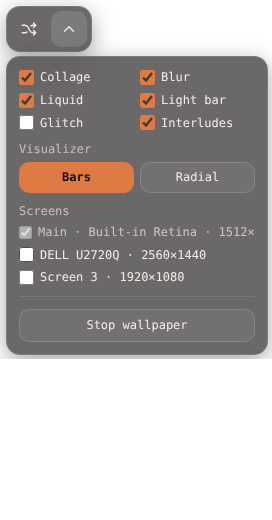 Collage Blur
Liquid Light bar
Glitch Interludes
Visualizer
Bars Radial
Screens
Main · Built-in Retina · 1512×
DELL U2720Q · 2560×1440
Screen 3 · 1920×1080
Stop wallpaper